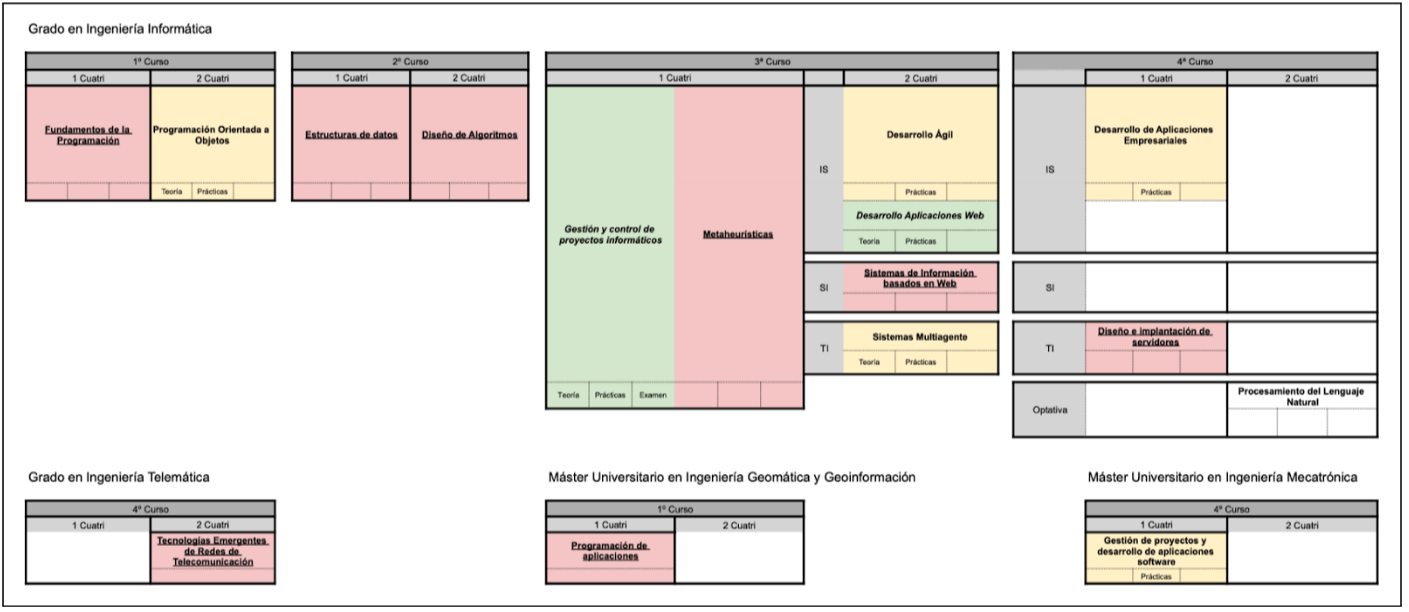 Grado en Ingeniería Informática
1º Curso
1 Cuatri
2 Cuatri
Fundamentos de la
Programación
Programación Orientada a
Objetos
Teoría
Prácticas
2º Curso
1 Cuatri
2 Cuatri
Estructuras de datos
Diseño de Algoritmos
3ª Curso
1 Cuatri
2 Cuatri
Gestión y control de
proyectos informáticos
Teoría
Prácticas
Examen
Metaheurísticas
IS
Desarrollo Ágil
Prácticas
Desarrollo Aplicaciones Web
Teoría
Prácticas
SI
Sistemas de Información
basados en Web
TI
Sistemas Multiagente
Teoría
Prácticas
4ª Curso
1 Cuatri
2 Cuatri
IS
Desarrollo de Aplicaciones
Empresariales
Prácticas
SI
TI
Diseño e implantación de
servidores
Optativa
Procesamiento del Lenguaje
Natural
Grado en Ingeniería Telemática
4º Curso
1 Cuatri
2 Cuatri
Tecnologías Emergentes
de Redes de
Telecomunicación
Máster Universitario en Ingeniería Geomática y Geoinformación
1º Curso
1 Cuatri
2 Cuatri
Programación de
aplicaciones
Máster Universitario en Ingeniería Mecatrónica
4º Curso
1 Cuatri
2 Cuatri
Gestión de proyectos y
desarrollo de aplicaciones
software
Prácticas